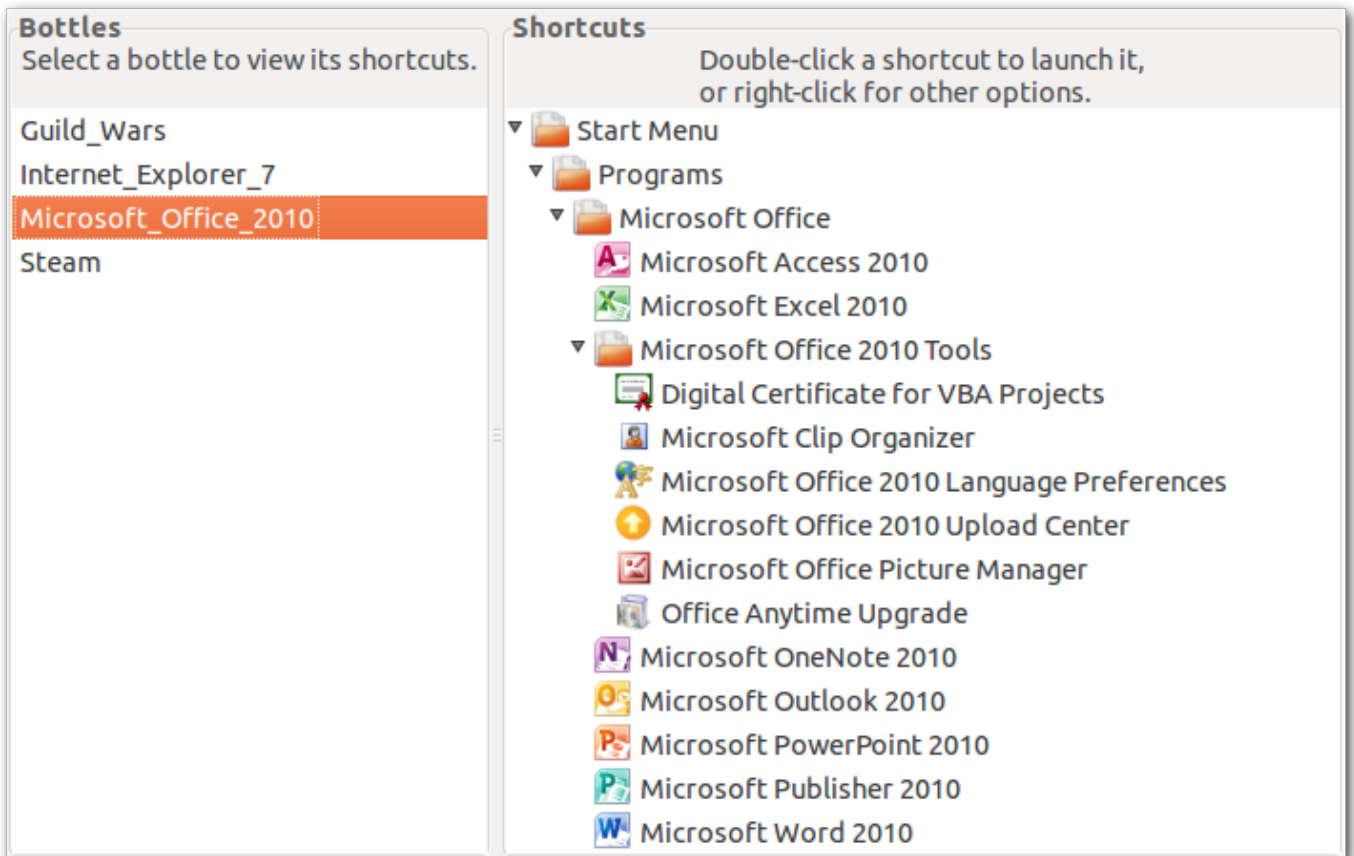 Bottles
Select a bottle to view its shortcuts.
Guild_Wars
Internet_Explorer_7
Microsoft_Office_2010
Steam
Shortcuts
Double-click a shortcut to launch it,
or right-click for other options.
Start Menu
Programs
Microsoft Office
Microsoft Access 2010
Microsoft Excel 2010
Microsoft Office 2010 Tools
Digital Certificate for VBA Projects
Microsoft Clip Organizer
Microsoft Office 2010 Language Preferences
Microsoft Office 2010 Upload Center
Microsoft Office Picture Manager
Office Anytime Upgrade
Microsoft OneNote 2010
Microsoft Outlook 2010
Microsoft PowerPoint 2010
Microsoft Publisher 2010
Microsoft Word 2010